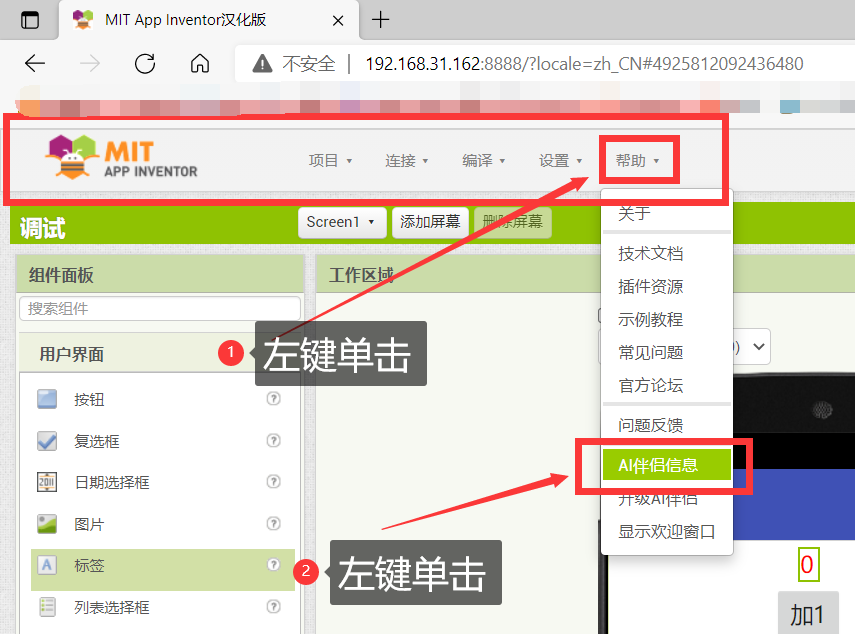 MIT App Inventor汉化版
不安全 | 192.168.31.162:8888/?locale=zh_CN#4925812092436480
MIT
APP INVENTOR
项目 连接 编译 设置 帮助
调试
Screen1 添加屏幕 删除屏幕
关于
技术文档
插件资源
示例教程
常见问题
官方论坛
问题反馈
AI伴侣信息
升级AI伴侣
显示欢迎窗口
组件面板
工作区域
搜索组件
用户界面
1 左键单击
按钮
复选框
2011
日期选择框
图片
A 标签
列表选择框
2 左键单击
0
加1